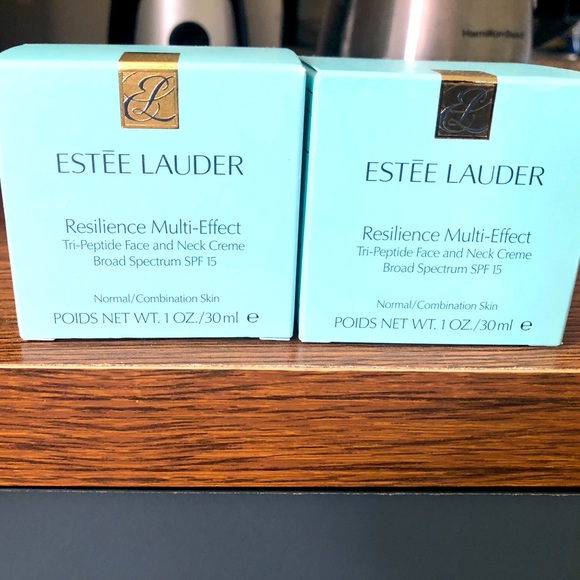 ESTĒE LAUDER
Resilience Multi-Effect
Tri-Peptide Face and Neck Creme
Broad Spectrum SPF 15
Normal/Combination Skin
POIDS NET WT. 1 OZ./30ml e
ESTĒE LAUDER
Resilience Multi-Effect
Tri-Peptide Face and Neck Creme
Broad Spectrum SPF 15
Normal/Combination Skin
POIDS NET WT. 1 OZ./30ml e